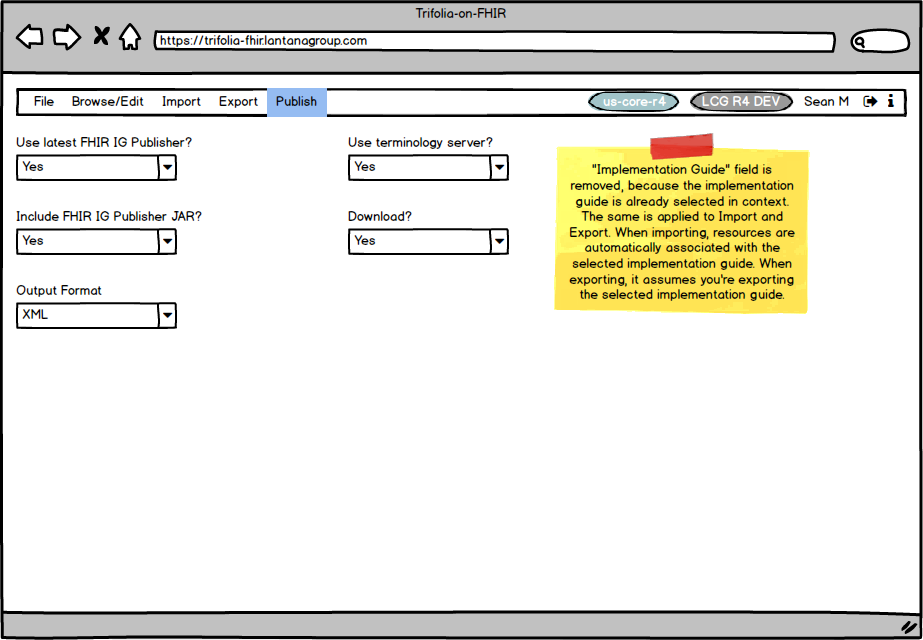 Trifolia-on-FHIR
https://trifolia-fhir.lantanagroup.com
File Browse/Edit Import Export Publish us-core-r4 LCG R4 DEV Sean M
Use latest FHIR IG Publisher? Use terminology server?
Yes Yes
Include FHIR IG Publisher JAR? Download?
Yes Yes
Output Format
XML
"Implementation Guide" field is
removed, because the implementation
guide is already selected in context.
The same is applied to Import and
Export. When importing, resources are
automatically associated with the
selected implementation guide. When
exporting, it assumes you're exporting
the selected implementation guide.